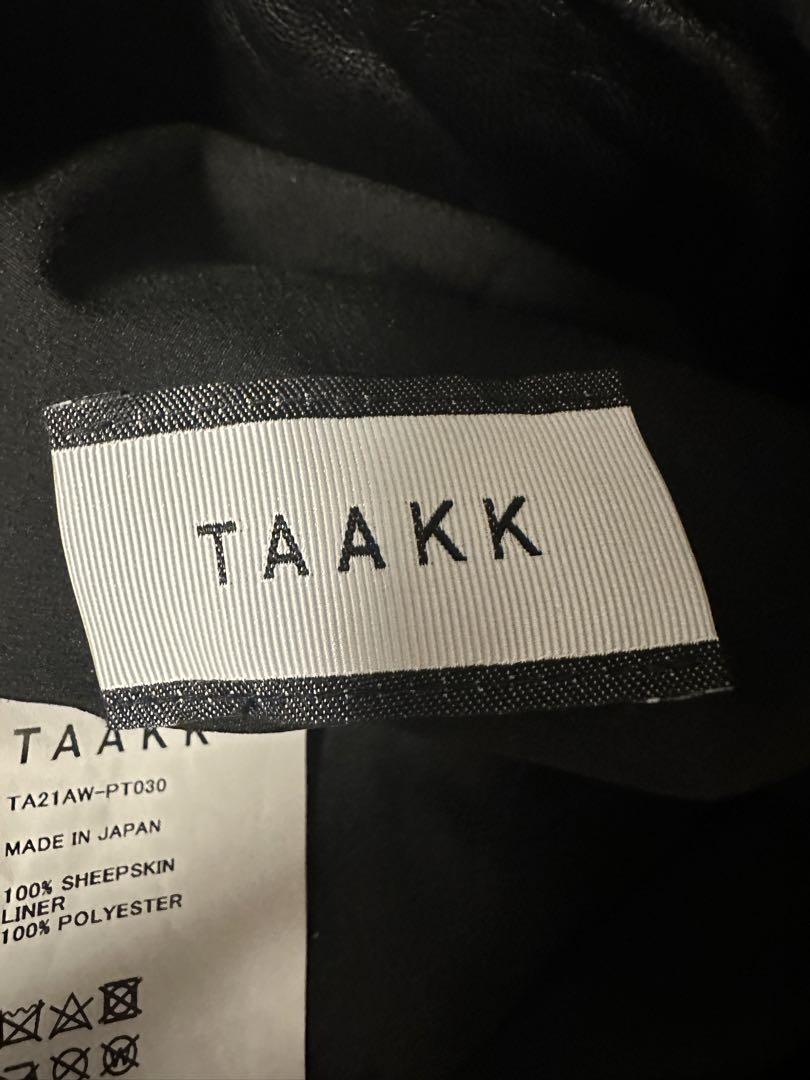 TAAKK
TAAKK
TA21AW-PT030
MADE IN JAPAN
100% SHEEPSKIN
LINER
100% POLYESTER